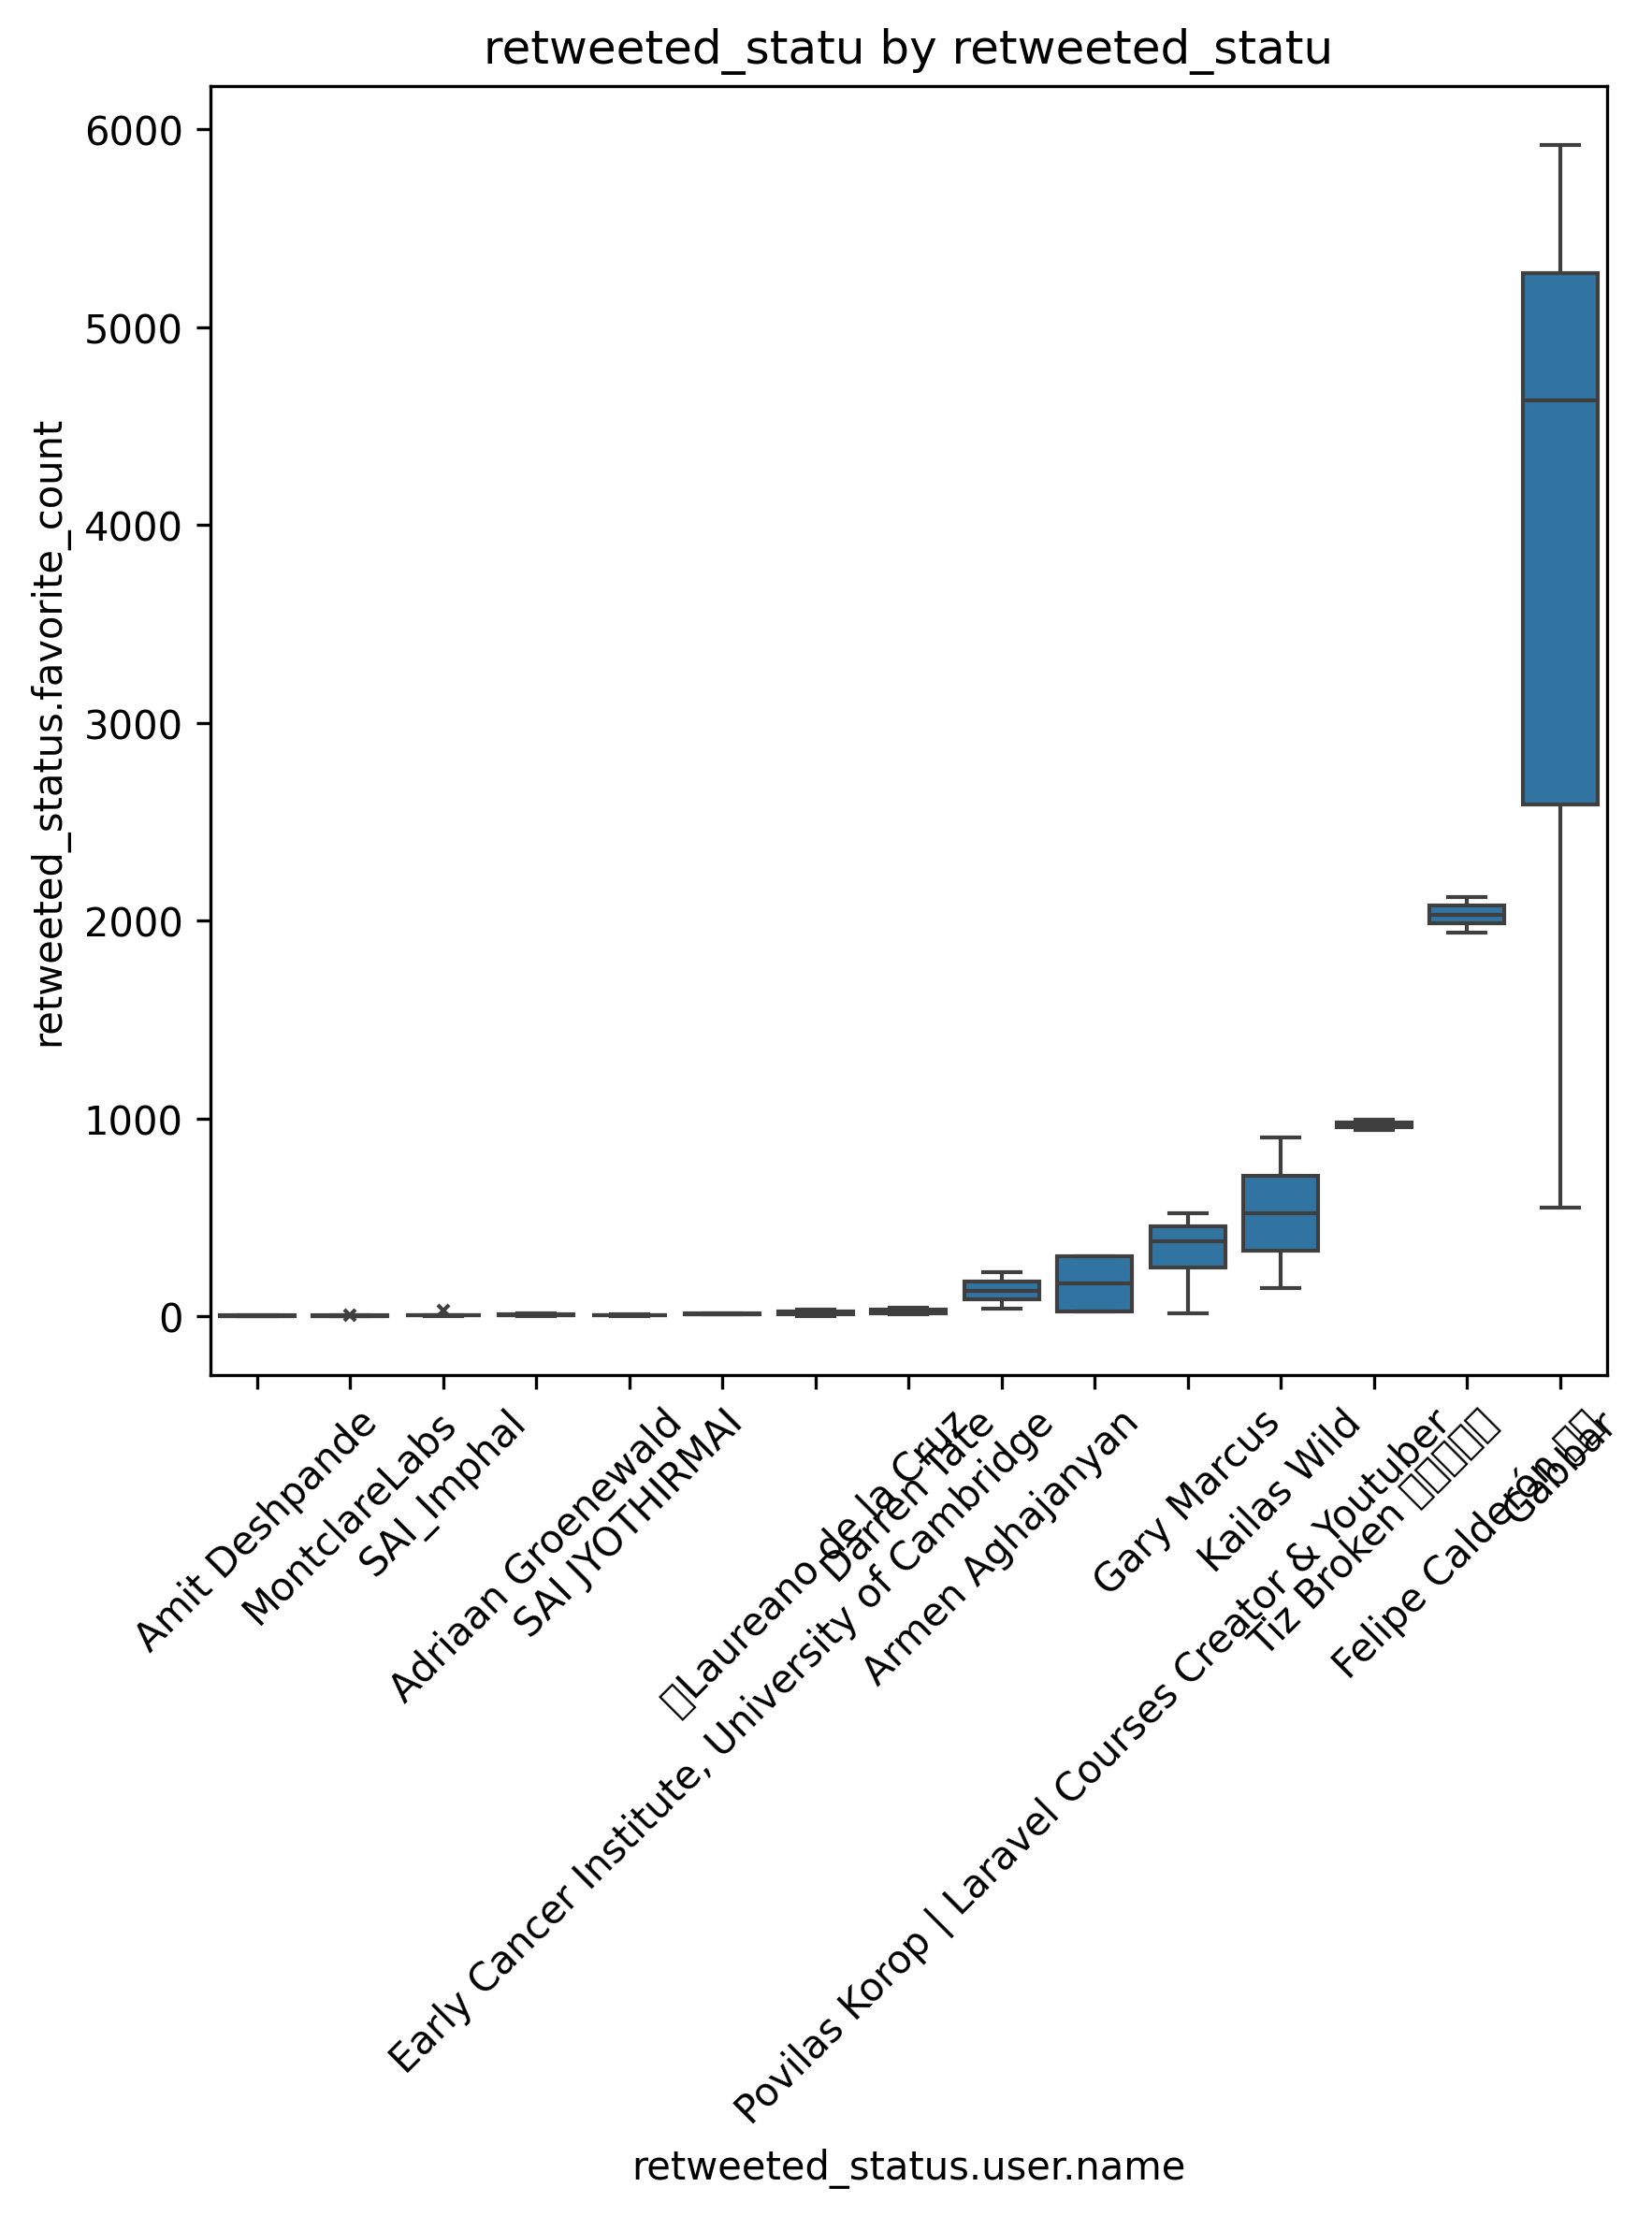 retweeted_statu by retweeted_statu
retweeted_status.favorite_count
6000
5000
4000
3000
2000
1000
0
Amit Deshpande
MontclareLabs
SAI_Imphal
Adriaan Groenewald
SAI JYOTHIRMAI
Laureano de la Cruz
Early Cancer Institute, University of Cambridge
Darren Tate
Armen Aghajanyan
Gary Marcus
Kailas Wild
Povilas Korop | Laravel Courses Creator & Youtuber
Tiz Broken
Felipe Calderón
Gabbar
retweeted_status.user.name